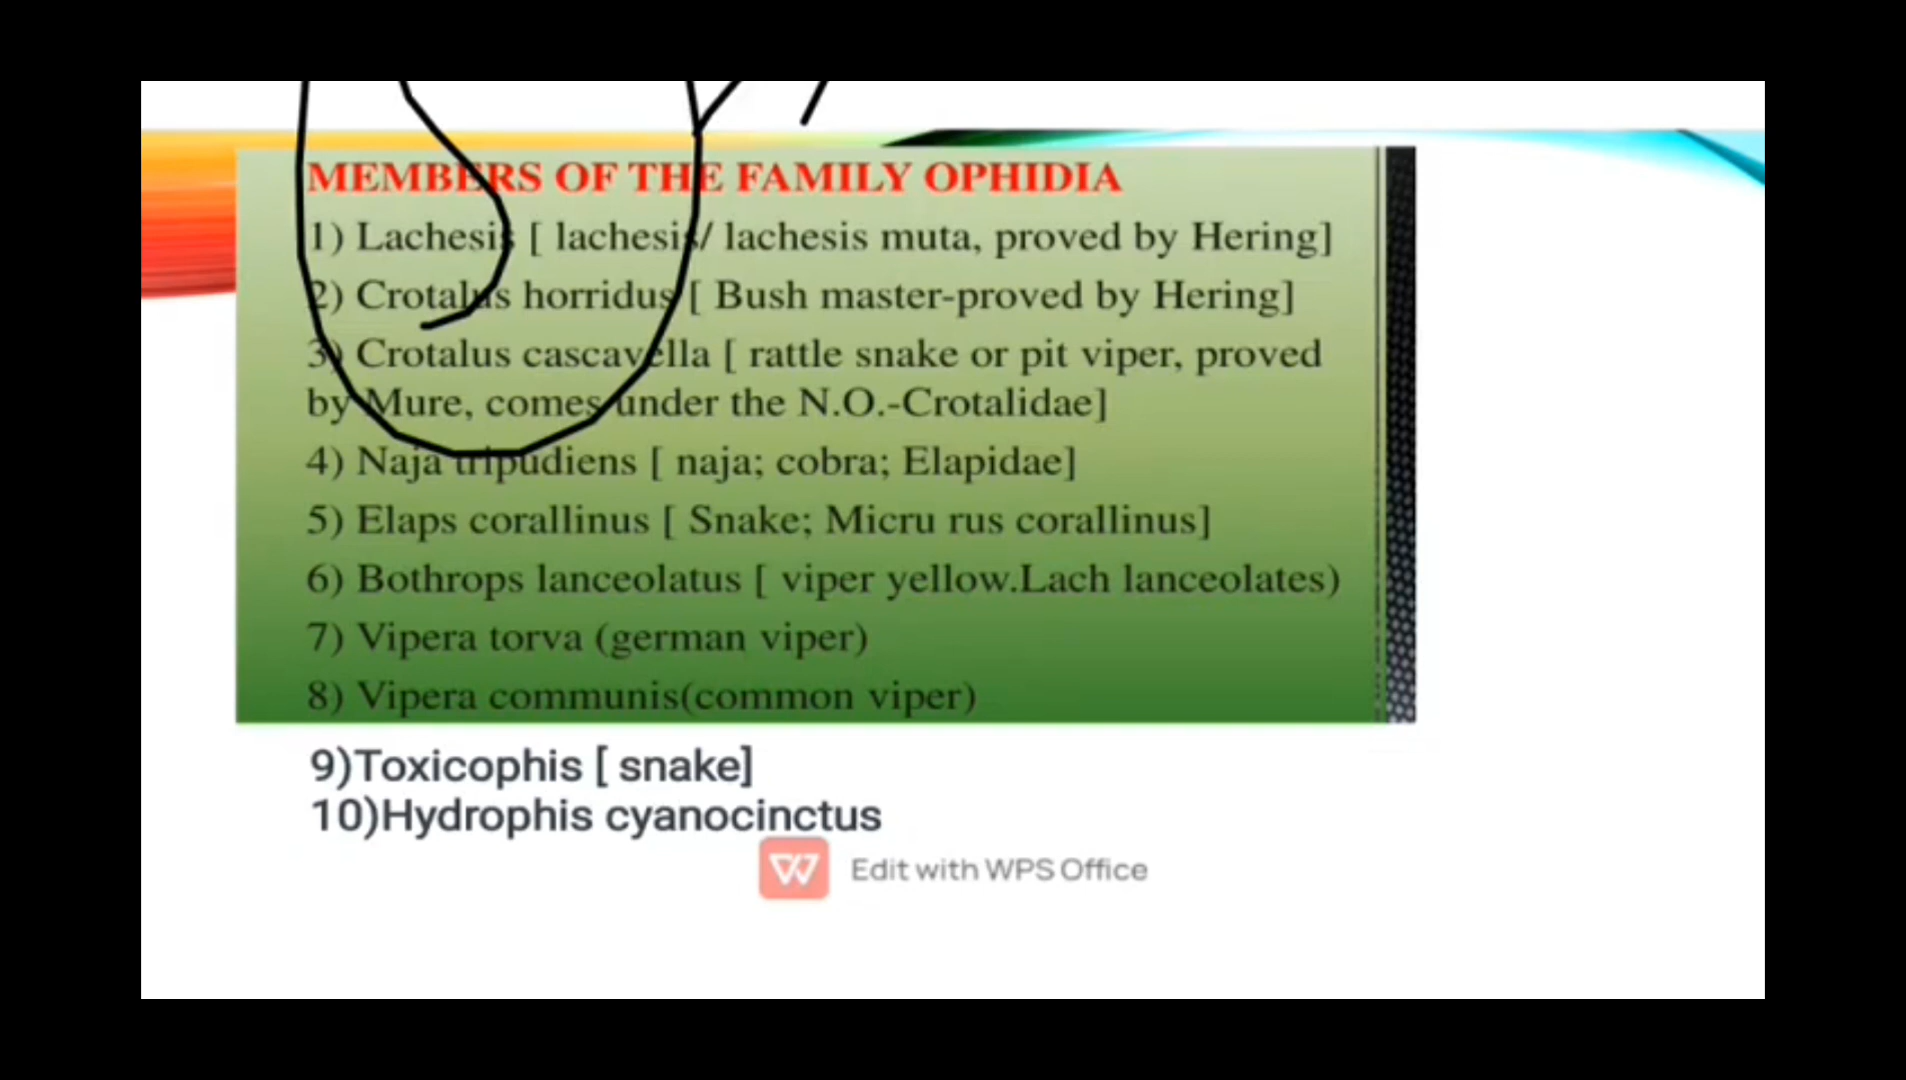 MEMBERS OF THE FAMILY OPHIDIA
1) Lachesis [ lachesis/ lachesis muta, proved by Hering]
2) Crotalus horridus [ Bush master-proved by Hering]
3) Crotalus cascavella [ rattle snake or pit viper, proved
by Mure, comes under the N.O.-Crotalidae]
4) Naja tripudiens [ naja; cobra; Elapidae]
5) Elaps corallinus [ Snake; Micru rus corallinus]
6) Bothrops lanceolatus [ viper yellow.Lach lanceolates)
7) Vipera torva (german viper)
8) Vipera communis(common viper)
9)Toxicophis [ snake]
10)Hydrophis cyanocinctus
Edit with WPS Office